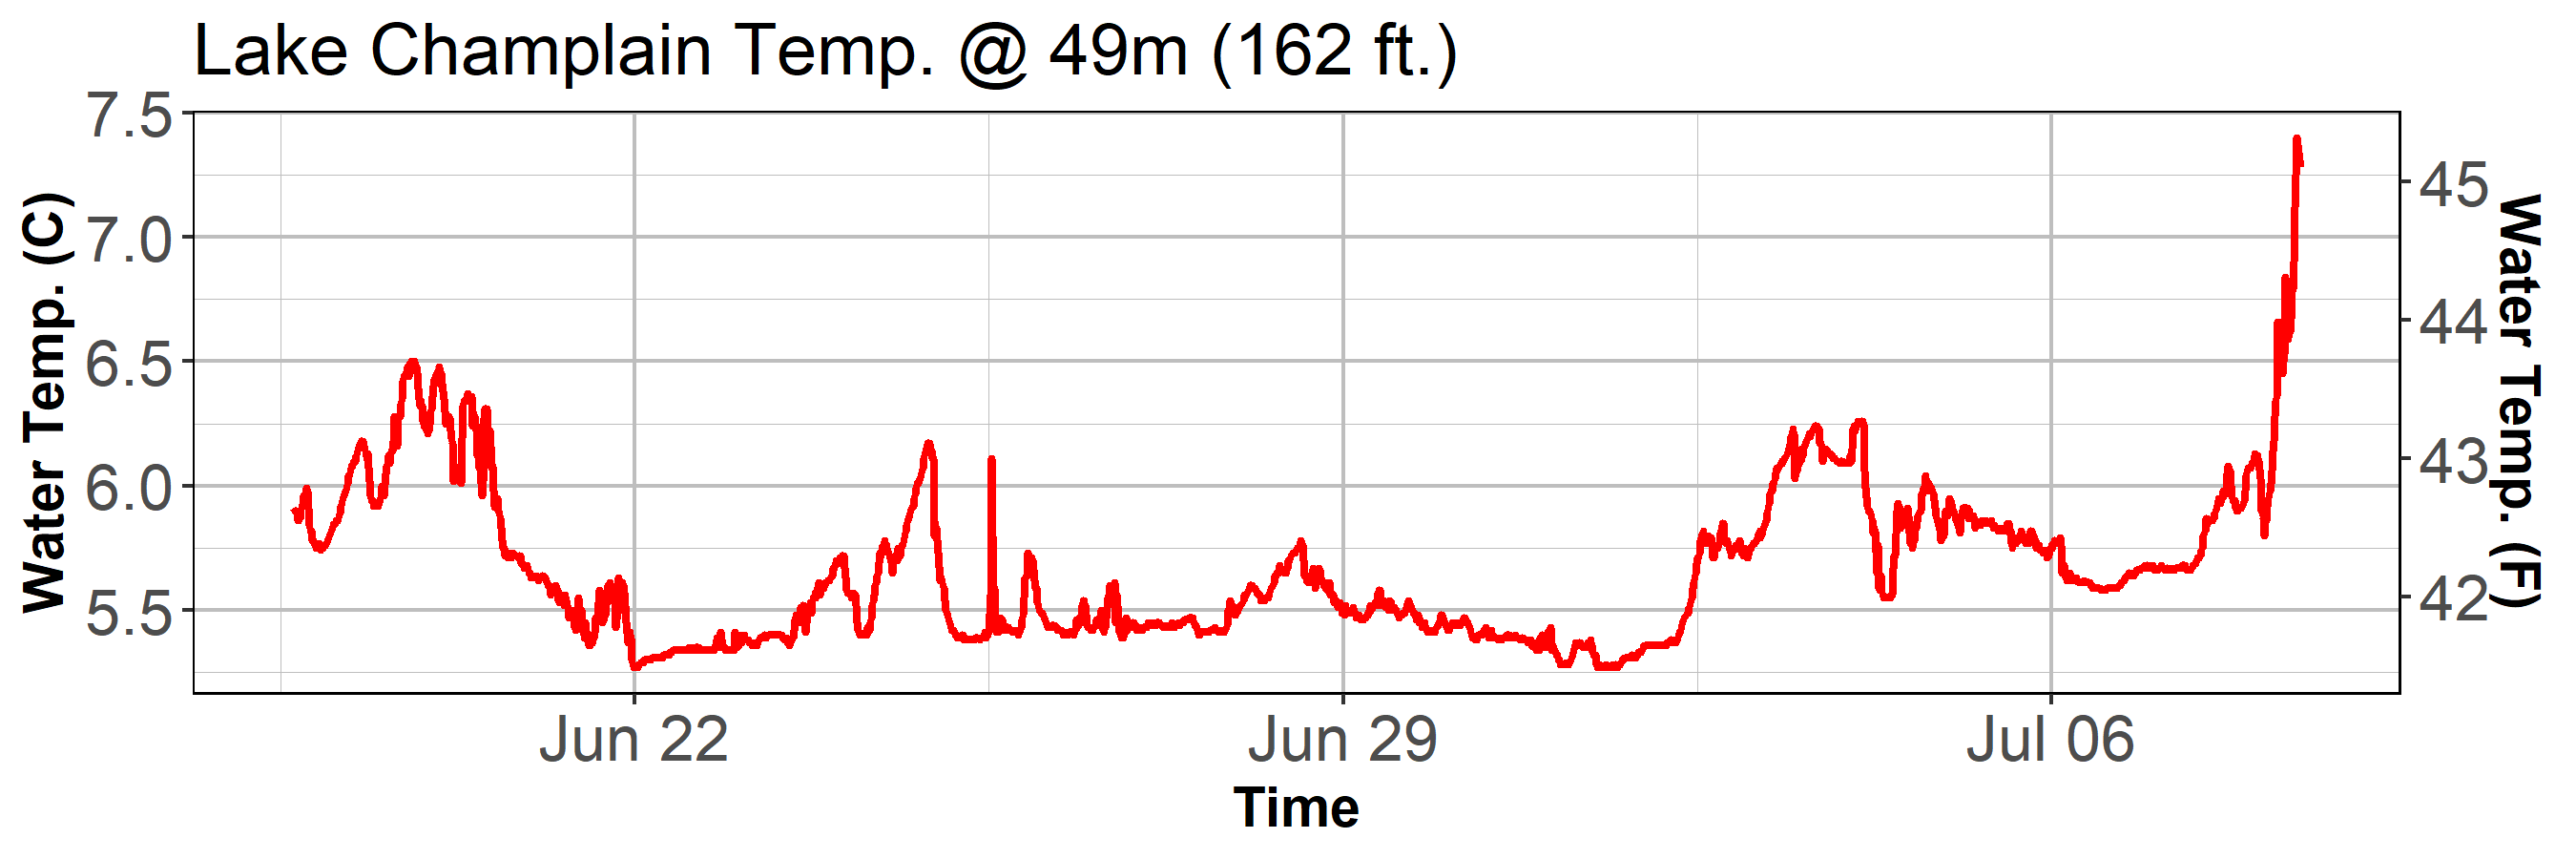 Lake Champlain Temp. @ 49m (162 ft.)
Water Temp. (C)
7.5
7.0
6.5
6.0
5.5
45
44
43
42
Water Temp. (F)
Jun 22
Jun 29
Jul 06
Time